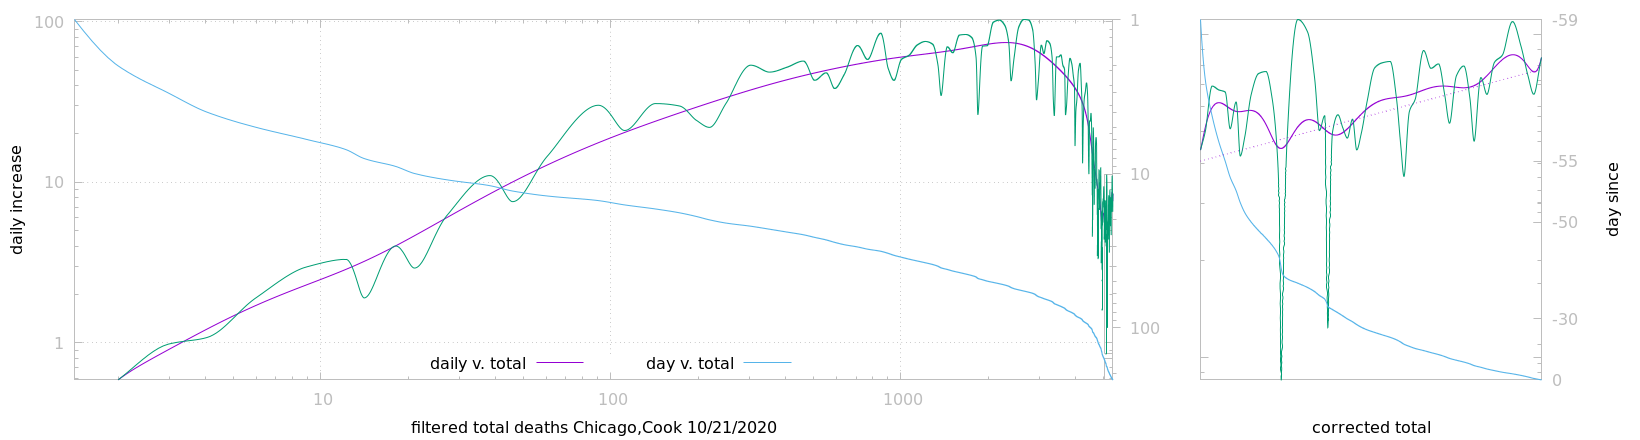 100
10
1
daily increase
10
100
1000
1
10
100
daily v. total
day v. total
filtered total deaths Chicago,Cook 10/21/2020
-59
-55
-50
-30
0
day since
corrected total